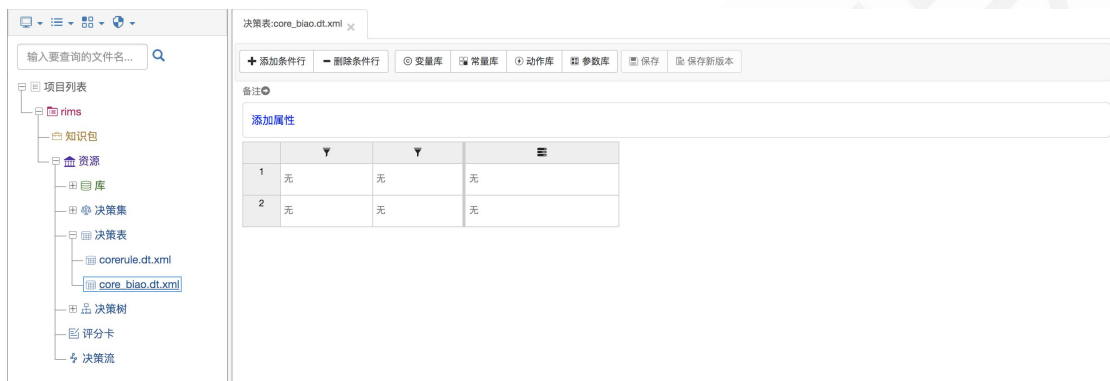 决策表:core_biao.dt.xml
输入要查询的文件名...
添加条件行 删除条件行 变量库 常量库 动作库 参数库 保存 保存新版本
项目列表
备注
rims
添加属性
知识包
资源
1 无 无 无
库
2 无 无 无
决策集
决策表
corerule.dt.xml
core_biao.dt.xml
决策树
评分卡
决策流